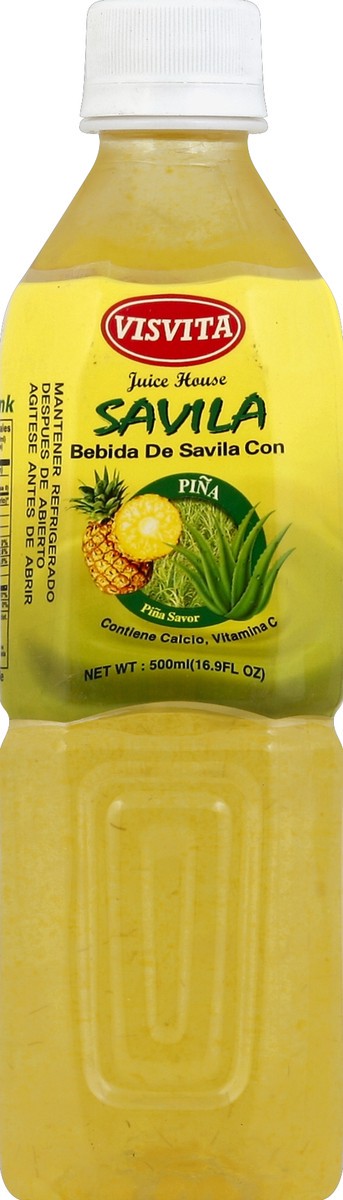 VISVITA
Juice House
SAVILA
Bebida De Savila Con
PIÑA
Piña Savor
Contiene Calcio, Vitamina C
NET WT : 500ml(16.9FL OZ)
MANTENER REFRIGERADO
DESPUES DE ABIERTO
AGITESE ANTES DE ABRIR
nk